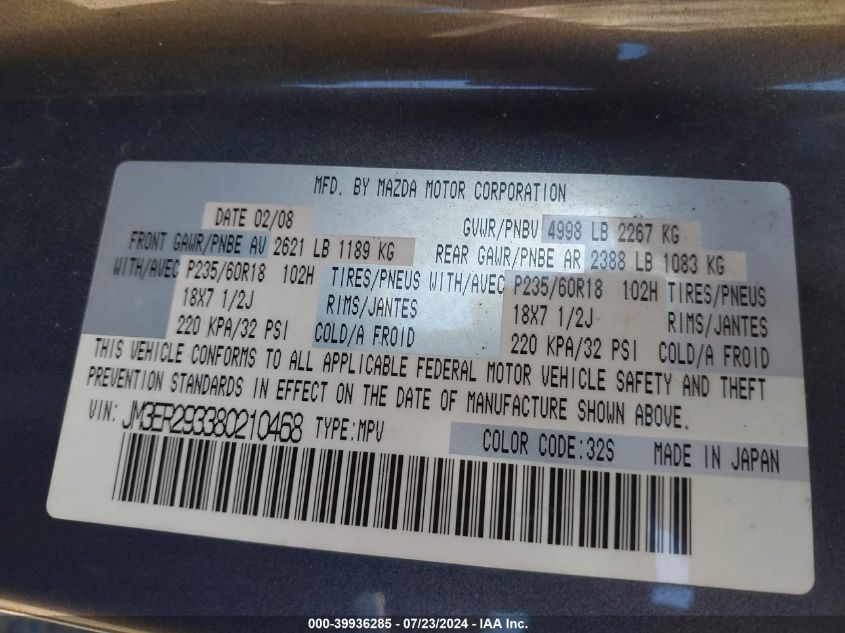 MFD. BY MAZDA MOTOR CORPORATION
DATE 02/08 GVWR/PNBV 4998 LB 2267 KG
FRONT GAWR/PNBE AV 2621 LB 1189 KG REAR GAWR/PNBE AR 2388 LB 1083 KG
WITH/AVEC P235/60R18 102H TIRES/PNEUS WITH/AVEC P235/60R18 102H TIRES/PNEUS
18X7 1/2J RIMS/JANTES 18X7 1/2J RIMS/JANTES
220 KPA/32 PSI COLD/A FROID 220 KPA/32 PSI COLD/A FROID
THIS VEHICLE CONFORMS TO ALL APPLICABLE FEDERAL MOTOR VEHICLE SAFETY AND THEFT
PREVENTION STANDARDS IN EFFECT ON THE DATE OF MANUFACTURE SHOWN ABOVE.
VIN: JM3ER293380210468 TYPE:MPV
COLOR CODE:32S MADE IN JAPAN
000-39936285 - 07/23/2024 - IAA Inc.